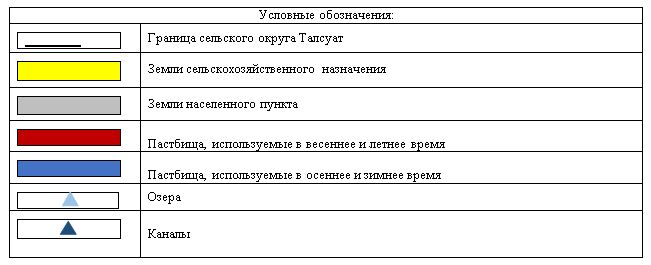 Условные обозначения:
Граница сельского округа Талсуат
Земли сельскохозяйственного назначения
Земли населенного пункта
Пастбища, используемые в весеннее и летнее время
Пастбища, используемые в осеннее и зимнее время
Озера
Каналы